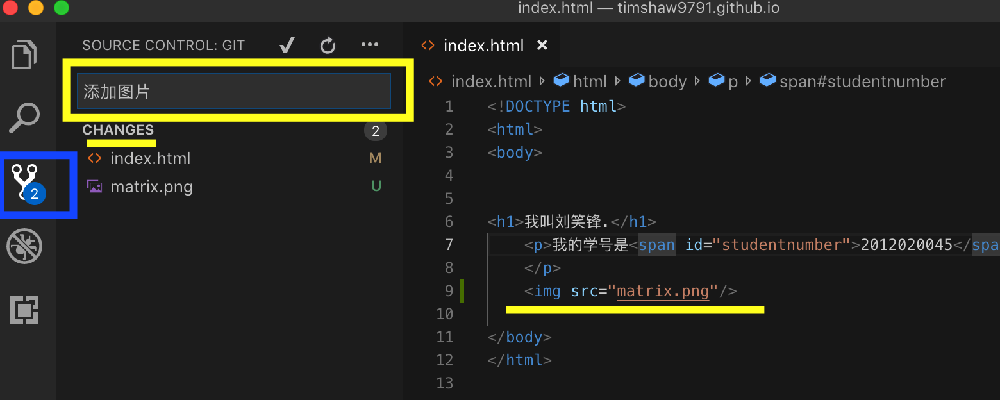 index.html — timshaw9791.github.io
SOURCE CONTROL: GIT
添加图片
CHANGES 2
index.html M
matrix.png U
2
index.html
index.html html body p span#studentnumber
1 <!DOCTYPE html>
2 <html>
3 <body>
4
5
6 <h1>我叫刘笑锋.</h1>
7 <p>我的学号是<span id="studentnumber">2012020045</spa
8 </p>
9 <img src="matrix.png"/>
10
11 </body>
12 </html>
13